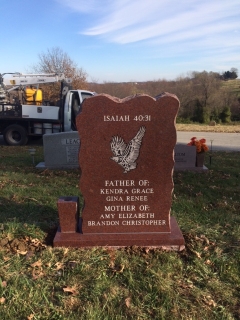 ISAIAH 40:31
FATHER OF:
KENDRA GRACE
GINA RENEE
MOTHER OF:
AMY ELIZABETH
BRANDON CHRISTOPHER